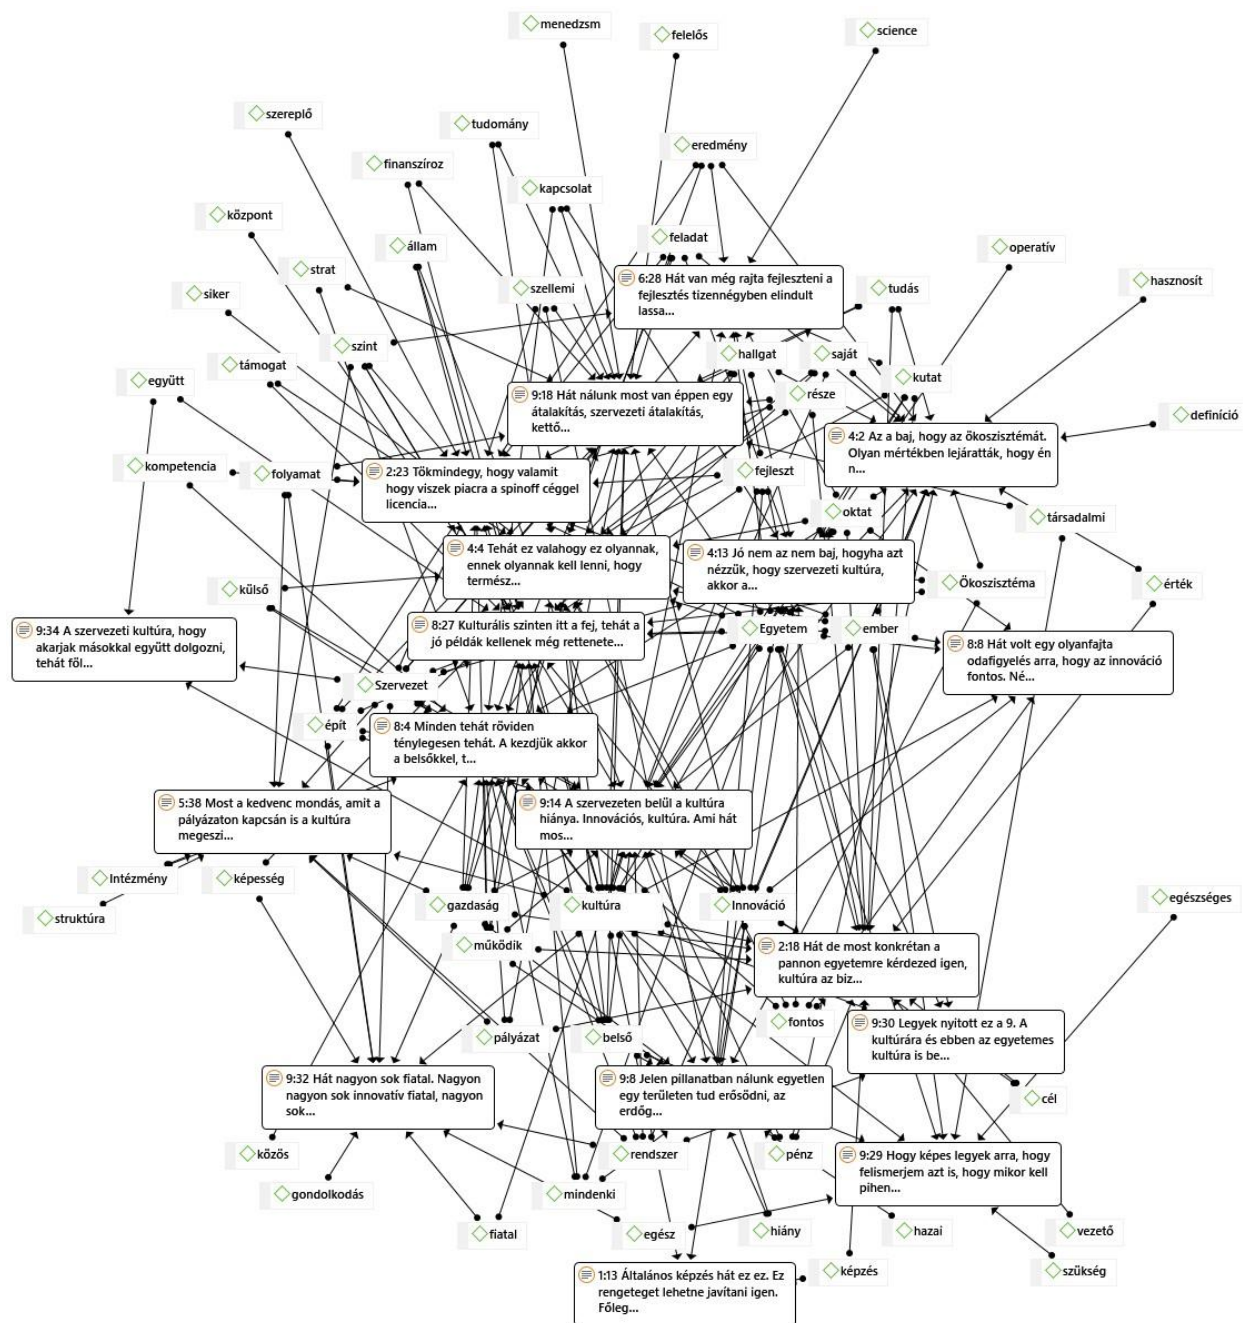 menedzsm
felelős
science
szereplő
tudomány
eredmény
finanszíroz
kapcsolat
központ
állam
feladat
operatív
strat
szellemi
6:28 Hát van még rajta fejleszteni a
fejlesztés tizennégyben elindult
lassa...
tudás
hasznosít
siker
szint
hallgat
saját
támogat
együtt
kutat
részе
9:18 Hát nálunk most van éppen egy
átalakítás, szervezeti átalakítás,
kettő...
definíció
4:2 Az a baj, hogy az ökoszisztémát.
Olyan mértékben lejáratták, hogy én
n...
kompetencia
folyamat
2:23 Tökmindegy, hogy valamit
hogy viszek piacra a spinoff céggel
licencia...
fejleszt
oktat
társadalmi
4:4 Tehát ez valahogy ez olyannak,
ennek olyannak kell lenni, hogy
termész...
4:13 Jó nem az nem baj, hogyha azt
nézzük, hogy szervezeti kultúra,
akkor a...
külső
Ökoszisztéma
érték
9:34 A szervezeti kultúra, hogy
akarjak másokkal együtt dolgozni,
tehát föl...
8:27 Kulturális szinten itt a fej, tehát a
jó példák kellenek még rettenete...
Egyetem
ember
8:8 Hát volt egy olyanfajta
odafigyelés arra, hogy az innováció
fontos. Né...
Szervezet
épít
8:4 Minden tehát röviden
ténylegesen tehát. A kezdjük akkor
a belsőkkel, t...
5:38 Most a kedvenc mondás, amit a
pályázaton kapcsán is a kultúra
megeszi...
9:14 A szervezeten belül a kultúra
hiánya. Innovációs, kultúra. Ami hát
mos...
Intézmény
képesség
struktúra
gazdaság
kultúra
Innováció
egészséges
működik
2:18 Hát de most konkrétan a
pannon egyetemre kérdezed igen,
kultúra az biz...
pályázat
belső
fontos
9:30 Legyek nyitott ez a 9. A
kultúrára és ebben az egyetemes
kultúra is be...
9:32 Hát nagyon sok fiatal. Nagyon
nagyon sok innovatív fiatal, nagyon
sok...
9:8 Jelen pillanatban nálunk egyetlen
egy területen tud erősödni, az
erdőg...
cél
közös
rendszer
pénz
9:29 Hogy képes legyek arra, hogy
felismerjem azt is, hogy mikor kell
pihen...
gondolkodás
mindenki
fiatal
egész
hiány
hazai
vezető
1:13 Általános képzés hát ez ez. Ez
rengeteget lehetne javítani igen.
Főleg...
képzés
szükség